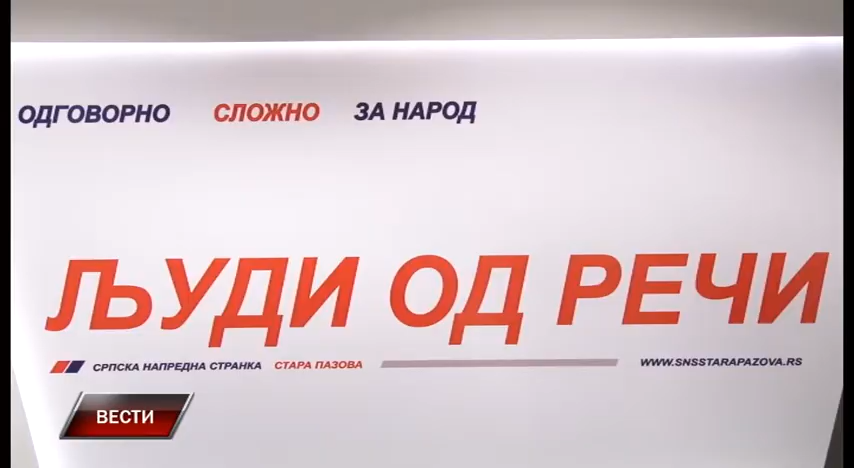 ОДГОВОРНО СЛОЖНО ЗА НАРОД
ЉУДИ ОД РЕЧИ
СРПСКА НАПРЕДНА СТРАНКА СТАРА ПАЗОВА WWW.SNSSTARAPAZOVA.RS
ВЕСТИ